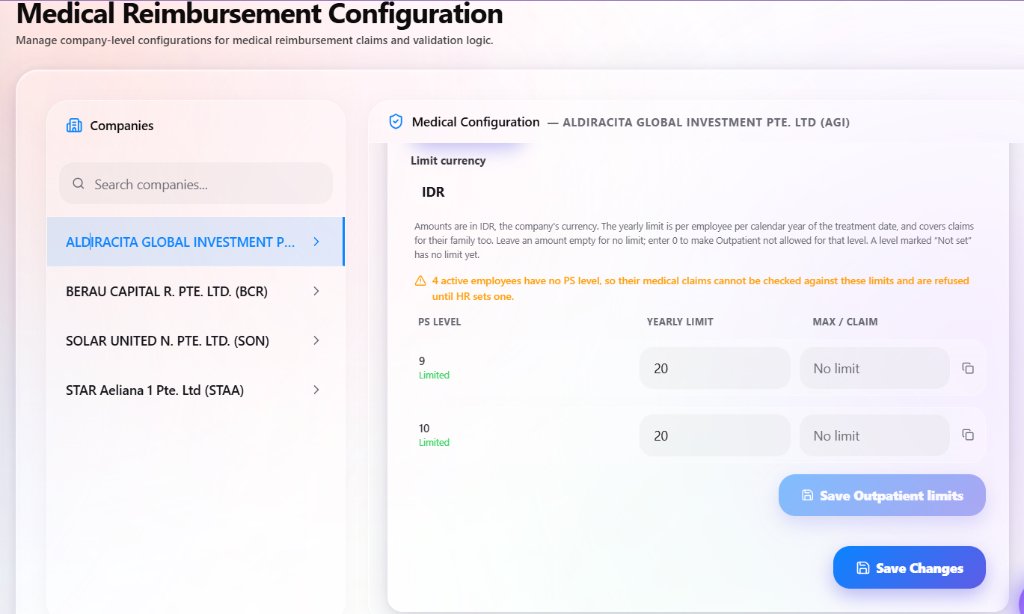 Medical Reimbursement Configuration
Manage company-level configurations for medical reimbursement claims and validation logic.
Companies
Search companies...
ALDIRACITA GLOBAL INVESTMENT P...
BERAU CAPITAL R. PTE. LTD. (BCR)
SOLAR UNITED N. PTE. LTD. (SON)
STAR Aeliana 1 Pte. Ltd (STAA)
Medical Configuration — ALDIRACITA GLOBAL INVESTMENT PTE. LTD (AGI)
Limit currency
IDR
Amounts are in IDR, the company's currency. The yearly limit is per employee per calendar year of the treatment date, and covers claims
for their family too. Leave an amount empty for no limit; enter 0 to make Outpatient not allowed for that level. A level marked "Not set"
has no limit yet.
4 active employees have no PS level, so their medical claims cannot be checked against these limits and are refused
until HR sets one.
PS LEVEL YEARLY LIMIT MAX / CLAIM
9
Limited
20 No limit
10
Limited
20 No limit
Save Outpatient limits
Save Changes